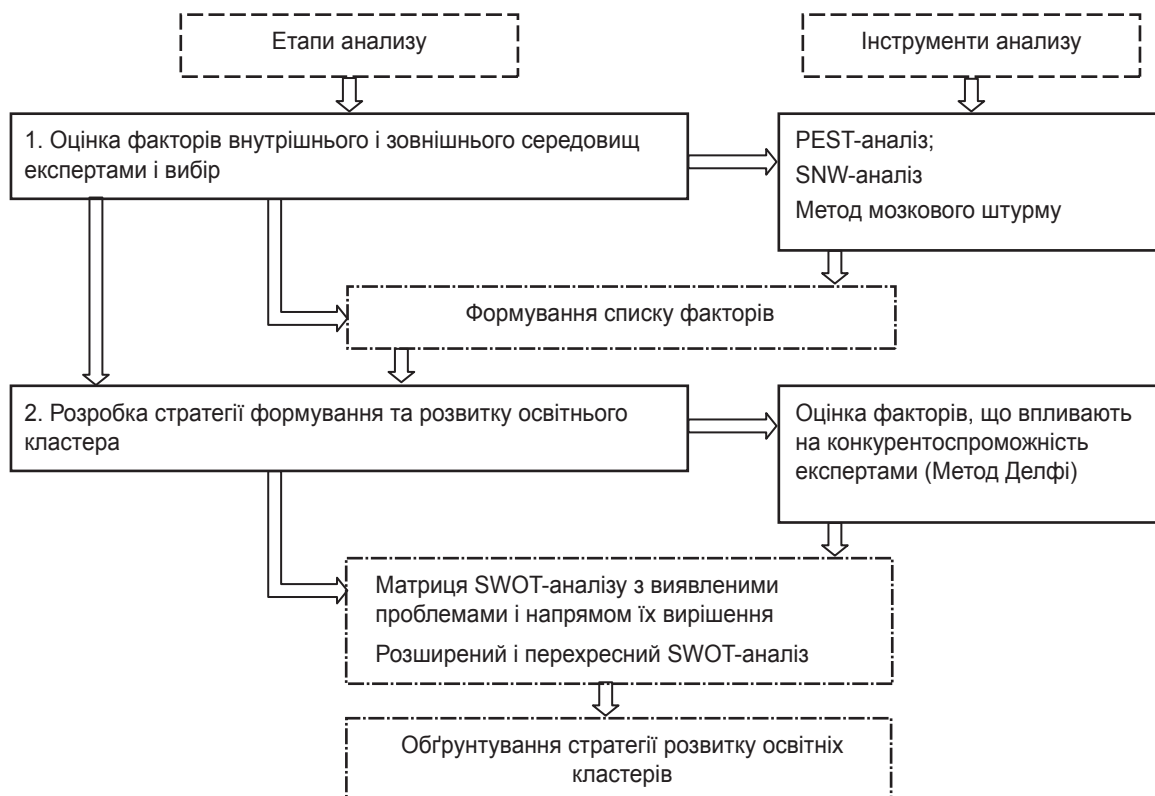 Етапи анализу
Інструменти анализу
1. Оцінка факторів внутрішнього і зовнішнього середовищ
експертами і вибір
PEST-аналіз;
SNW-аналіз
Метод мозкового штурму
Формування списку факторів
2. Розробка стратегії формування та розвитку освітнього
кластера
Оцінка факторів, що впливають
на конкурентоспроможність
експертами (Метод Делфі)
Матриця SWOT-аналізу з виявленими
проблемами і напрямом їх вирішення
Розширений і перехресний SWOT-аналіз
Обґрунтування стратегії розвитку освітніх
кластерів